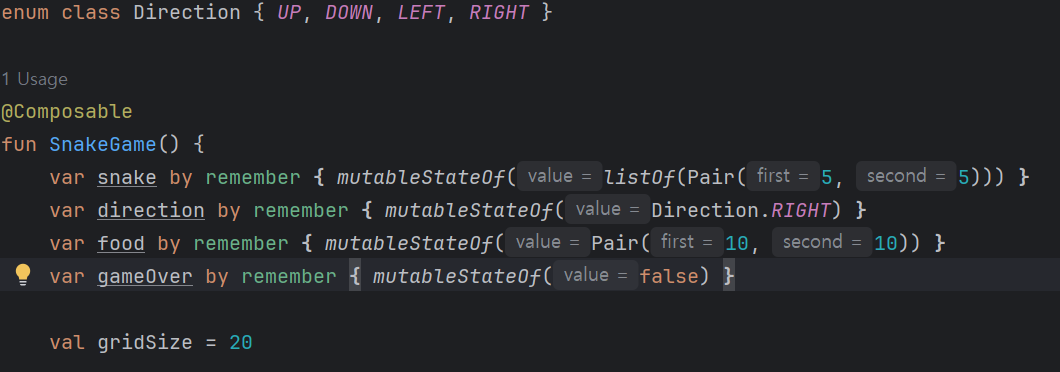 enum class Direction { UP, DOWN, LEFT, RIGHT }
1 Usage
@Composable
fun SnakeGame() {
var snake by remember { mutableStateOf( value = listOf(Pair( first = 5, second = 5))) }
var direction by remember { mutableStateOf( value = Direction.RIGHT) }
var food by remember { mutableStateOf( value = Pair( first = 10, second = 10)) }
var gameOver by remember { mutableStateOf( value = false) }
val gridSize = 20